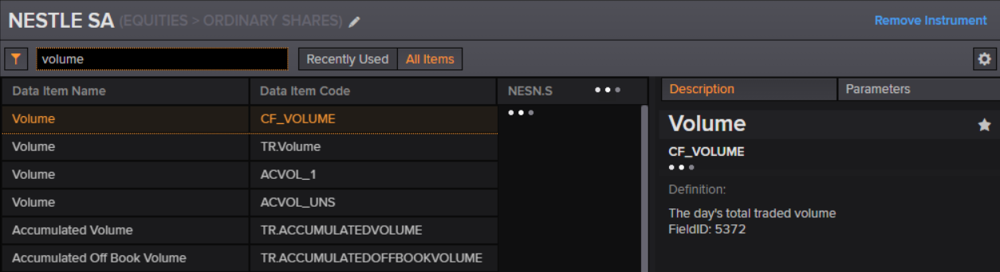 NESTLE SA (EQUITIES > ORDINARY SHARES)
Remove Instrument
volume
Recently Used
All Items
Data Item Name Data Item Code NESN.S
Volume CF_VOLUME
Volume TR.Volume
Volume ACVOL_1
Volume ACVOL_UNS
Accumulated Volume TR.ACCUMULATEDVOLUME
Accumulated Off Book Volume TR.ACCUMULATEDOFFBOOKVOLUME
Description Parameters
Volume
CF_VOLUME
Definition:
The day's total traded volume
FieldID: 5372